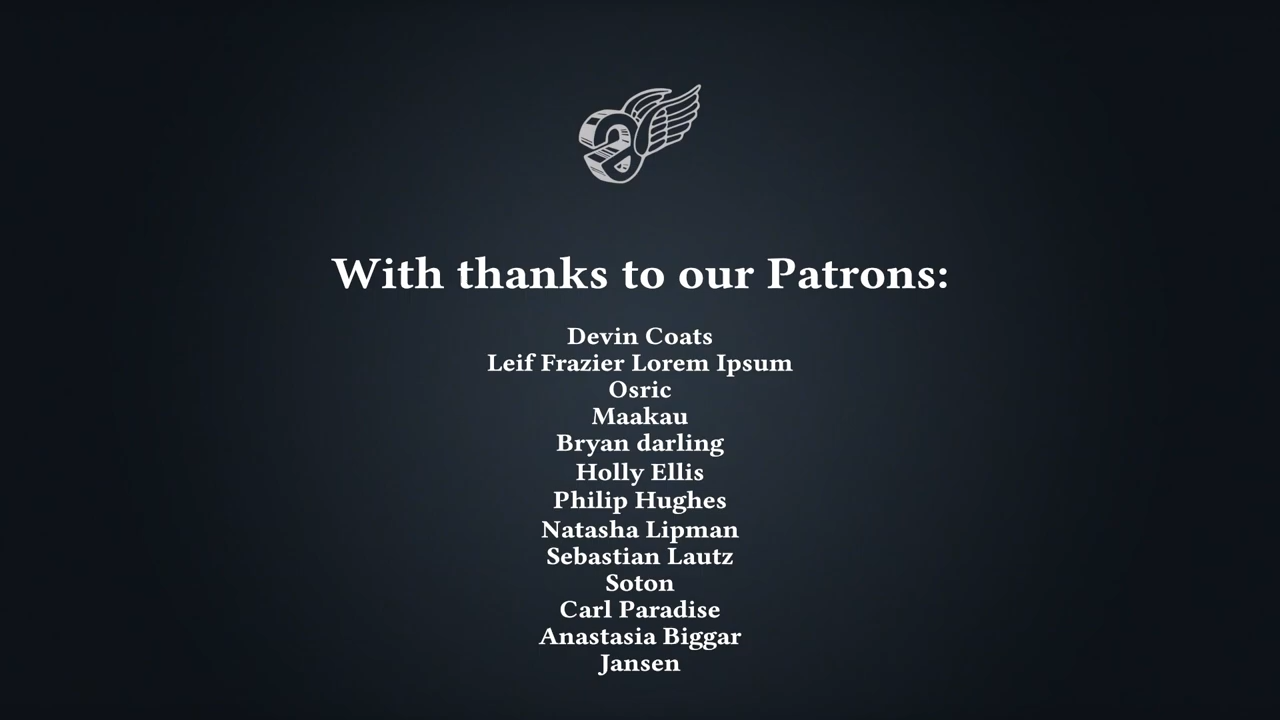 With thanks to our Patrons:
Devin Coats
Leif Frazier Lorem Ipsum
Osric
Maakau
Bryan darling
Holly Ellis
Philip Hughes
Natasha Lipman
Sebastian Lautz
Soton
Carl Paradise
Anastasia Biggar
Jansen